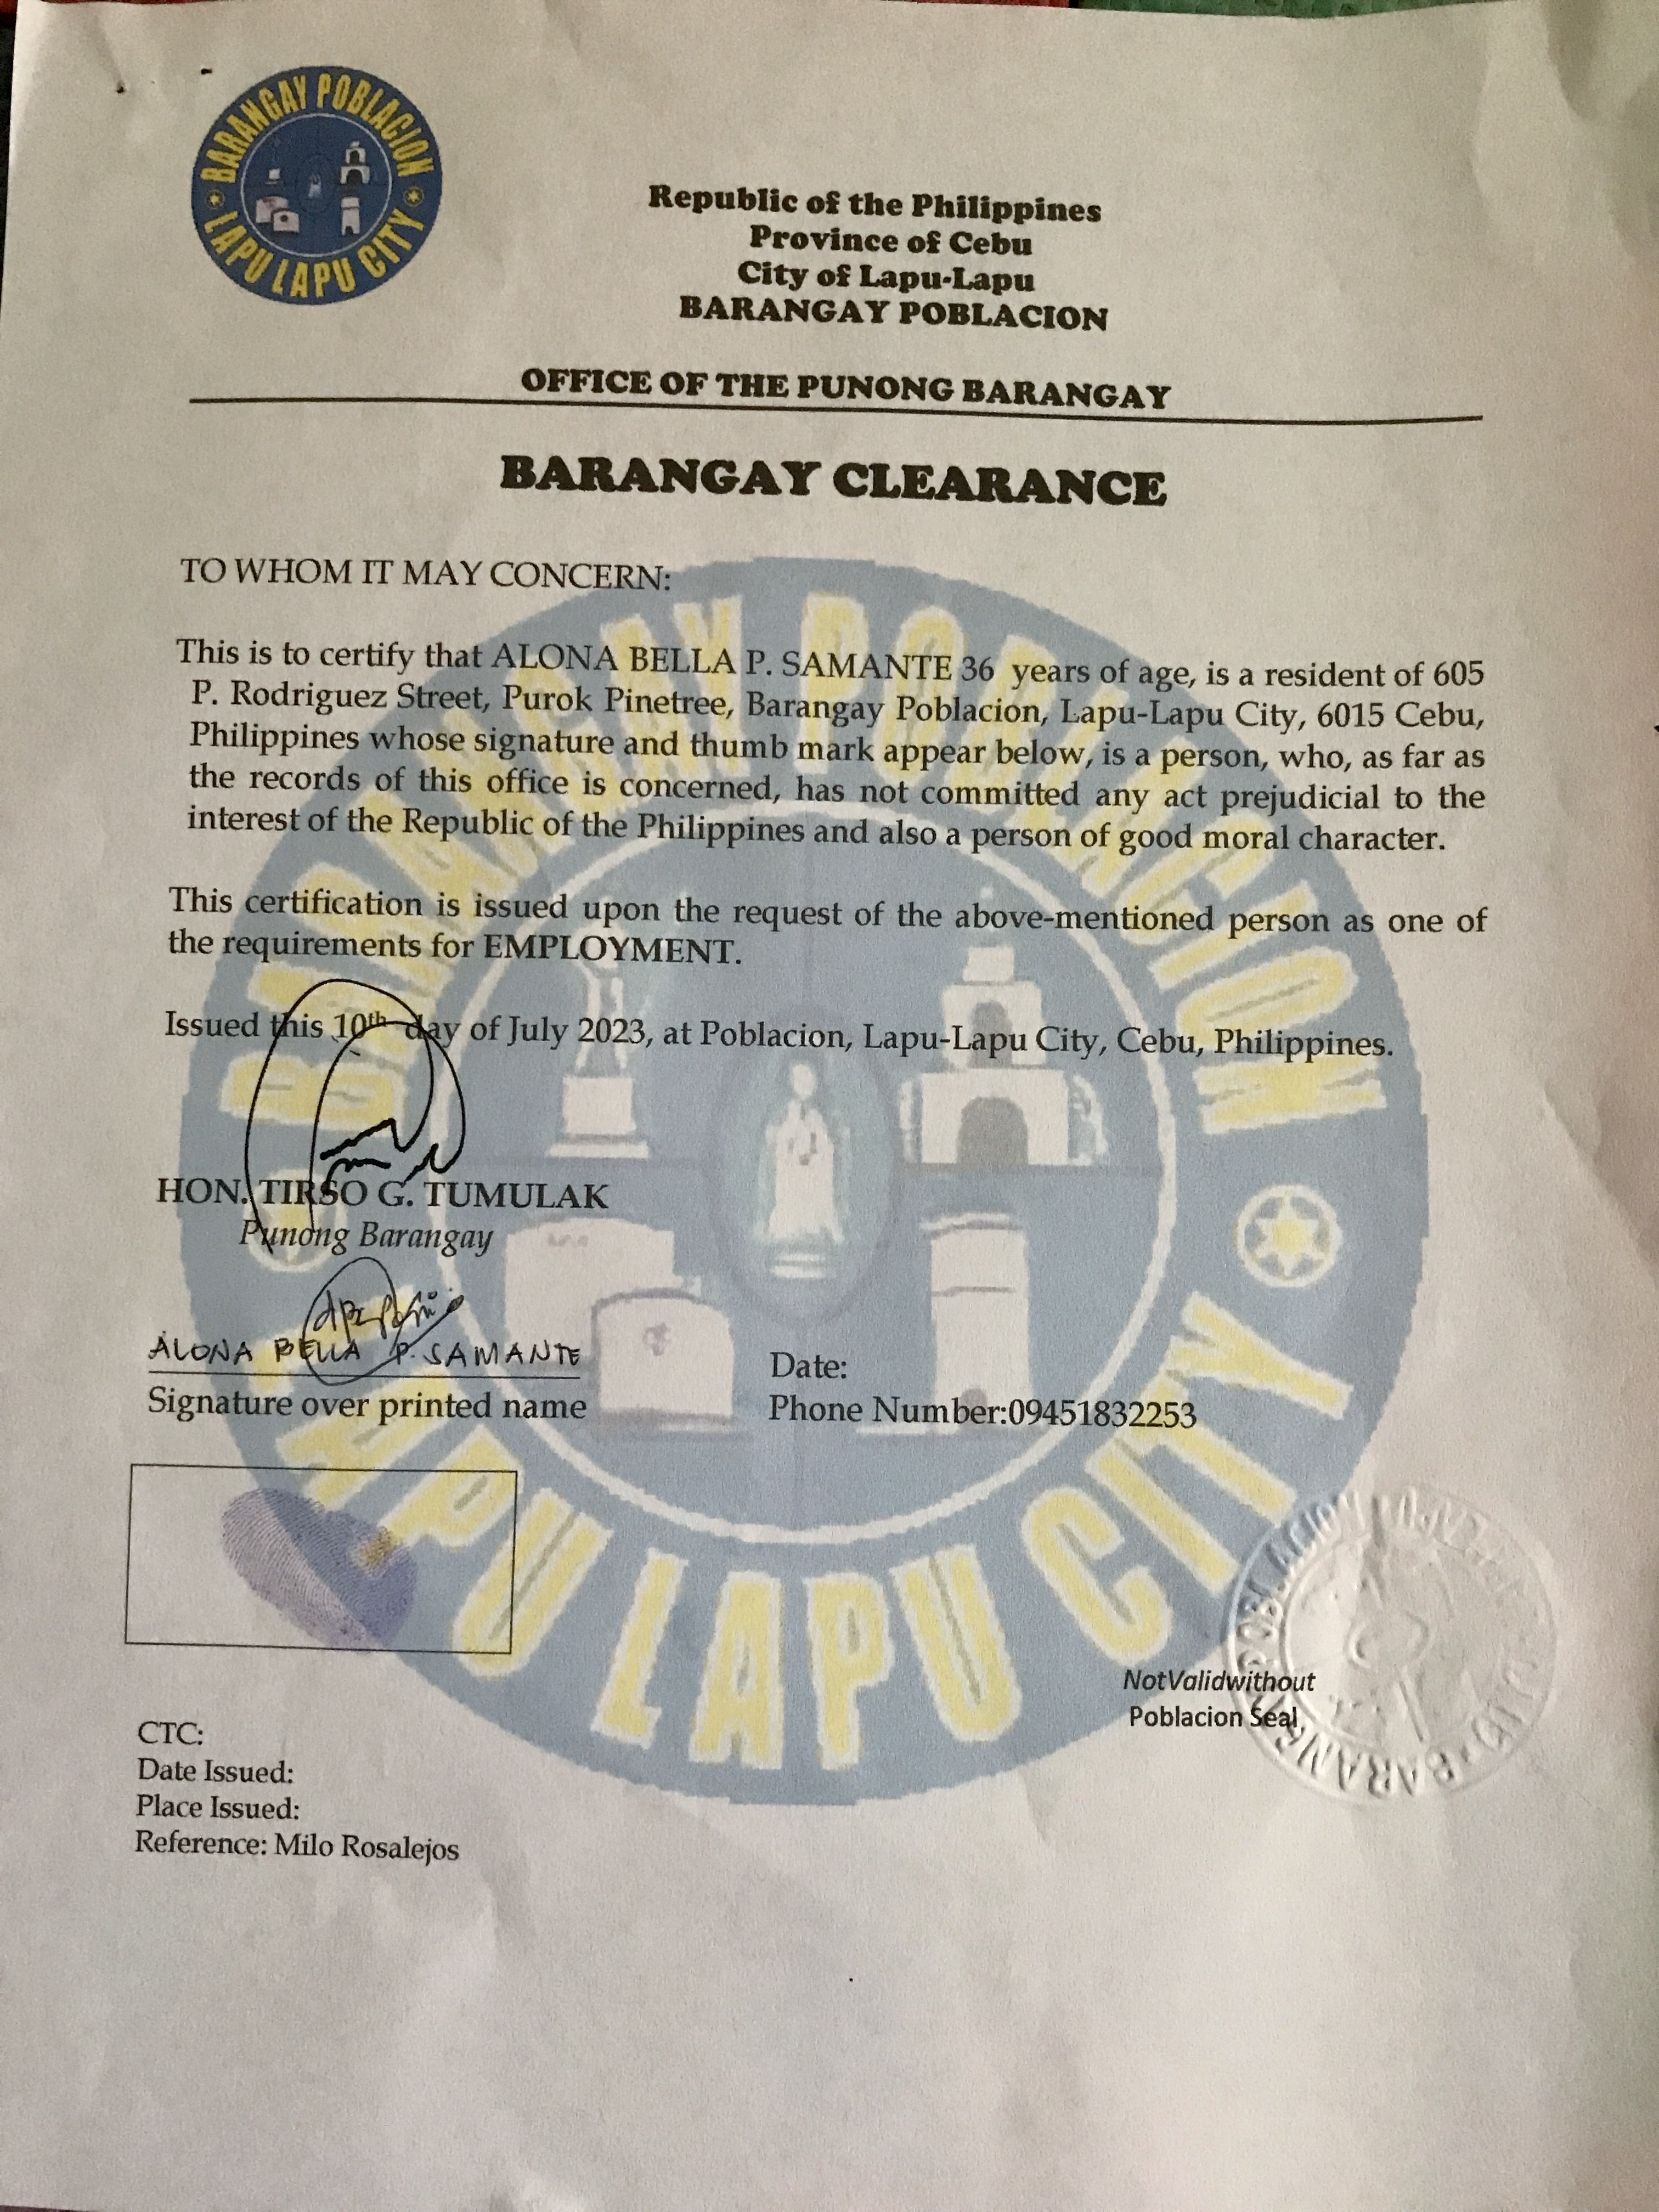 BARANGAY POBLACION
LAPU LAPU CITY
Republic of the Philippines
Province of Cebu
City of Lapu-Lapu
BARANGAY POBLACION
OFFICE OF THE PUNONG BARANGAY
BARANGAY CLEARANCE
TO WHOM IT MAY CONCERN:
This is to certify that ALONA BELLA P. SAMANTE 36 years of age, is a resident of 605
P. Rodriguez Street, Purok Pinetree, Barangay Poblacion, Lapu-Lapu City, 6015 Cebu,
Philippines whose signature and thumb mark appear below, is a person, who, as far as
the records of this office is concerned, has not committed any act prejudicial to the
interest of the Republic of the Philippines and also a person of good moral character.
This certification is issued upon the request of the above-mentioned person as one of
the requirements for EMPLOYMENT.
Issued this 10th day of July 2023, at Poblacion, Lapu-Lapu City, Cebu, Philippines.
HON. TIRSO G. TUMULAK
Punong Barangay
ALONA BELLA P. SAMANTE
Signature over printed name
Date:
Phone Number:09451832253
NotValidwithout
Poblacion Seal
CTC:
Date Issued:
Place Issued:
Reference: Milo Rosalejos
BARANGAY POBLACION
LAPU LAPU CITY